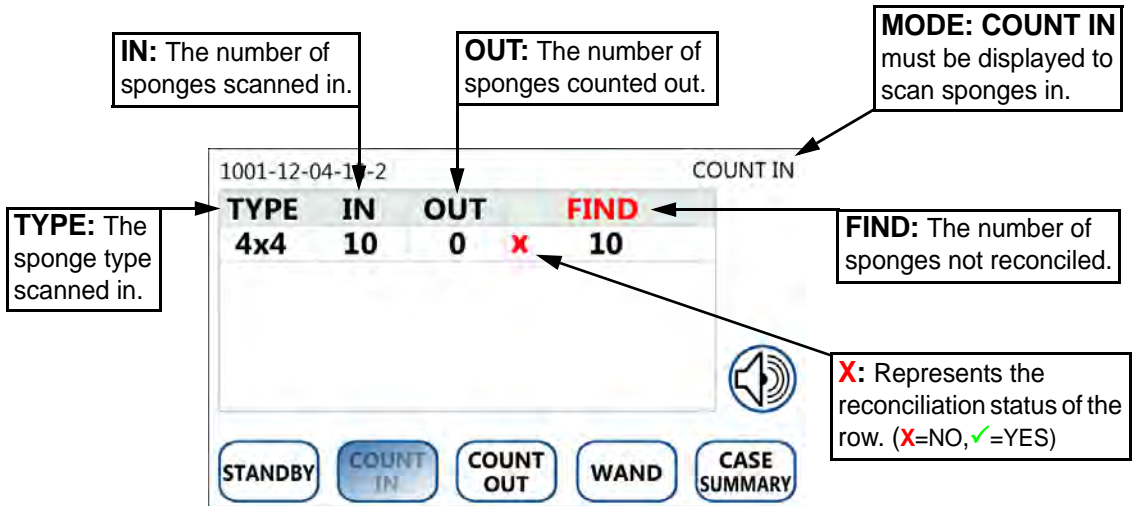 IN: The number of
sponges scanned in.
OUT: The number of
sponges counted out.
MODE: COUNT IN
must be displayed to
scan sponges in.
COUNT IN
TYPE IN OUT FIND
4x4 10 0 X 10
TYPE: The
sponge type
scanned in.
FIND: The number of
sponges not reconciled.
X: Represents the
reconciliation status of the
row. (X=NO,✓=YES)
STANDBY
COUNT
IN
COUNT
OUT
WAND
CASE
SUMMARY